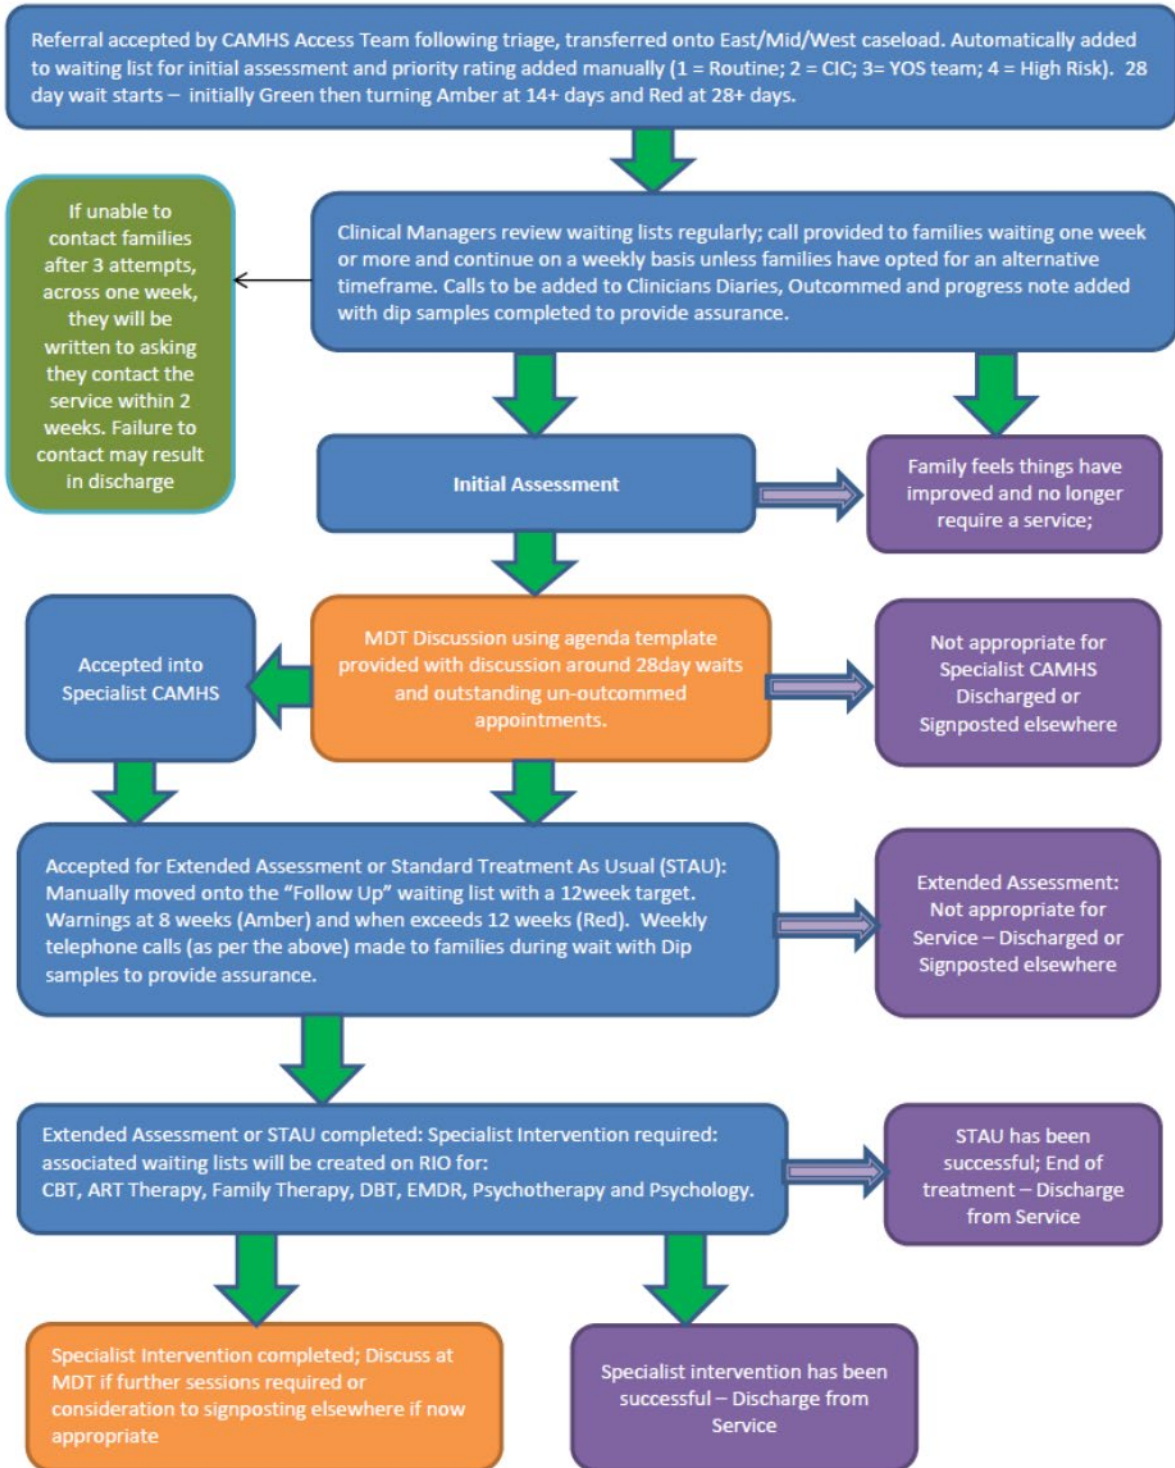 Referral accepted by CAMHS Access Team following triage, transferred onto East/Mid/West caseload. Automatically added
to waiting list for initial assessment and priority rating added manually (1 = Routine; 2 = CIC; 3= YOS team; 4 = High Risk). 28
day wait starts – initially Green then turning Amber at 14+ days and Red at 28+ days.
If unable to
contact families
after 3 attempts,
across one week,
they will be
written to asking
they contact the
service within 2
weeks. Failure to
contact may result
in discharge
Clinical Managers review waiting lists regularly; call provided to families waiting one week
or more and continue on a weekly basis unless families have opted for an alternative
timeframe. Calls to be added to Clinicians Diaries, Outcommed and progress note added
with dip samples completed to provide assurance.
Initial Assessment
Family feels things have
improved and no longer
require a service;
Accepted into
Specialist CAMHS
MDT Discussion using agenda template
provided with discussion around 28day waits
and outstanding un-outcommed
appointments.
Not appropriate for
Specialist CAMHS
Discharged or
Signposted elsewhere
Accepted for Extended Assessment or Standard Treatment As Usual (STAU):
Manually moved onto the “Follow Up” waiting list with a 12week target.
Warnings at 8 weeks (Amber) and when exceeds 12 weeks (Red). Weekly
telephone calls (as per the above) made to families during wait with Dip
samples to provide assurance.
Extended Assessment:
Not appropriate for
Service – Discharged or
Signposted elsewhere
Extended Assessment or STAU completed: Specialist Intervention required:
associated waiting lists will be created on RIO for:
CBT, ART Therapy, Family Therapy, DBT, EMDR, Psychotherapy and Psychology.
STAU has been
successful; End of
treatment – Discharge
from Service
Specialist Intervention completed; Discuss at
MDT if further sessions required or
consideration to signposting elsewhere if now
appropriate
Specialist intervention has been
successful – Discharge from
Service